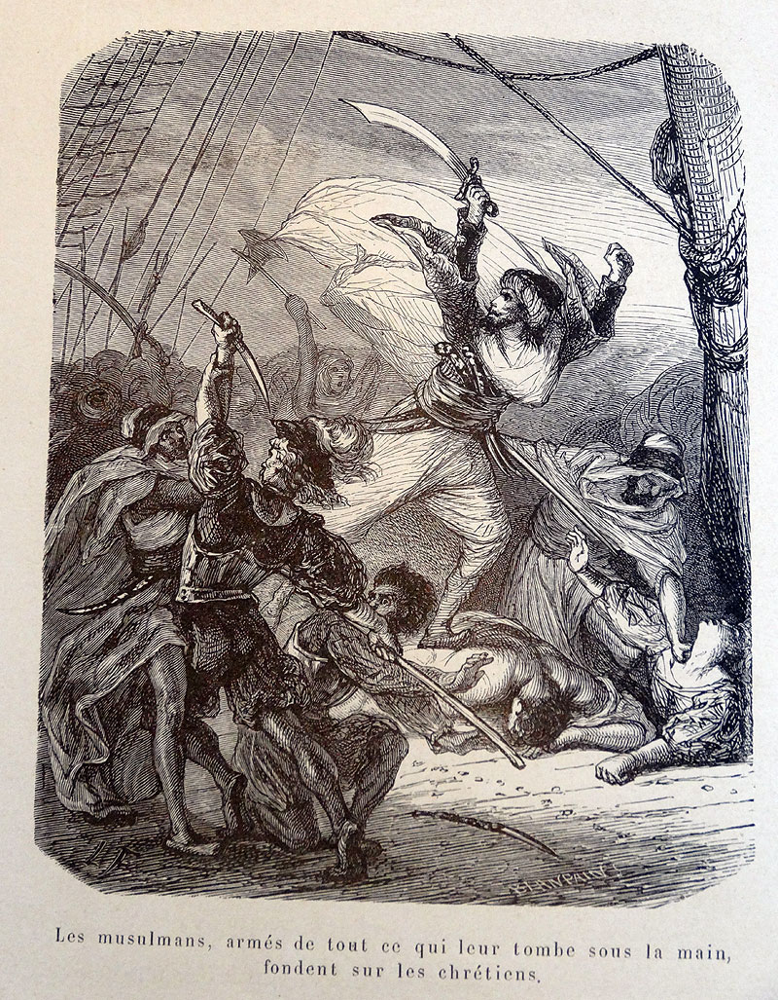 Les musulmans, armés de tout ce qui leur tombe sous la main,
fondent sur les chrétiens.